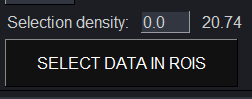 Selection density: 0.0 20.74
SELECT DATA IN ROIS